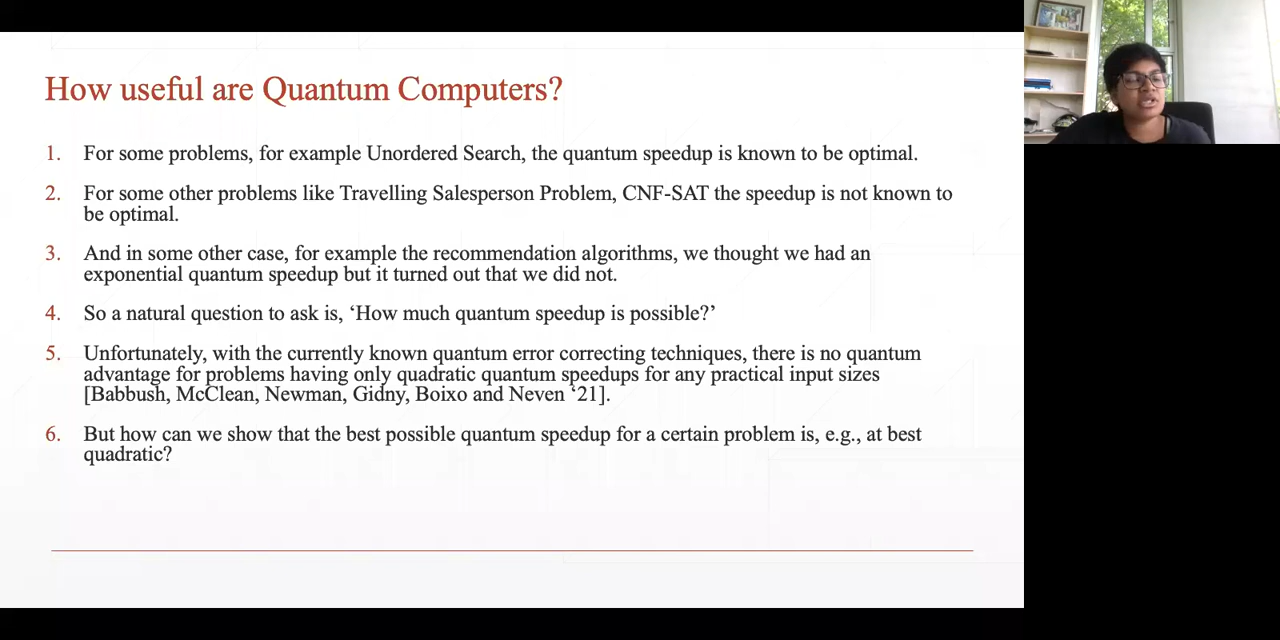 How useful are Quantum Computers?
1. For some problems, for example Unordered Search, the quantum speedup is known to be optimal.
2. For some other problems like Travelling Salesperson Problem, CNF-SAT the speedup is not known to
be optimal.
3. And in some other case, for example the recommendation algorithms, we thought we had an
exponential quantum speedup but it turned out that we did not.
4. So a natural question to ask is, ‘How much quantum speedup is possible?’
5. Unfortunately, with the currently known quantum error correcting techniques, there is no quantum
advantage for problems having only quadratic quantum speedups for any practical input sizes
[Babbush, McClean, Newman, Gidny, Boixo and Neven ‘21].
6. But how can we show that the best possible quantum speedup for a certain problem is, e.g., at best
quadratic?